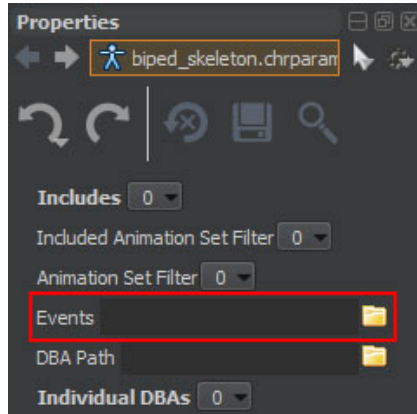 Properties
biped_skeleton.chrparam
Includes 0
Included Animation Set Filter 0
Animation Set Filter 0
Events
DBA Path
Individual DBAs 0